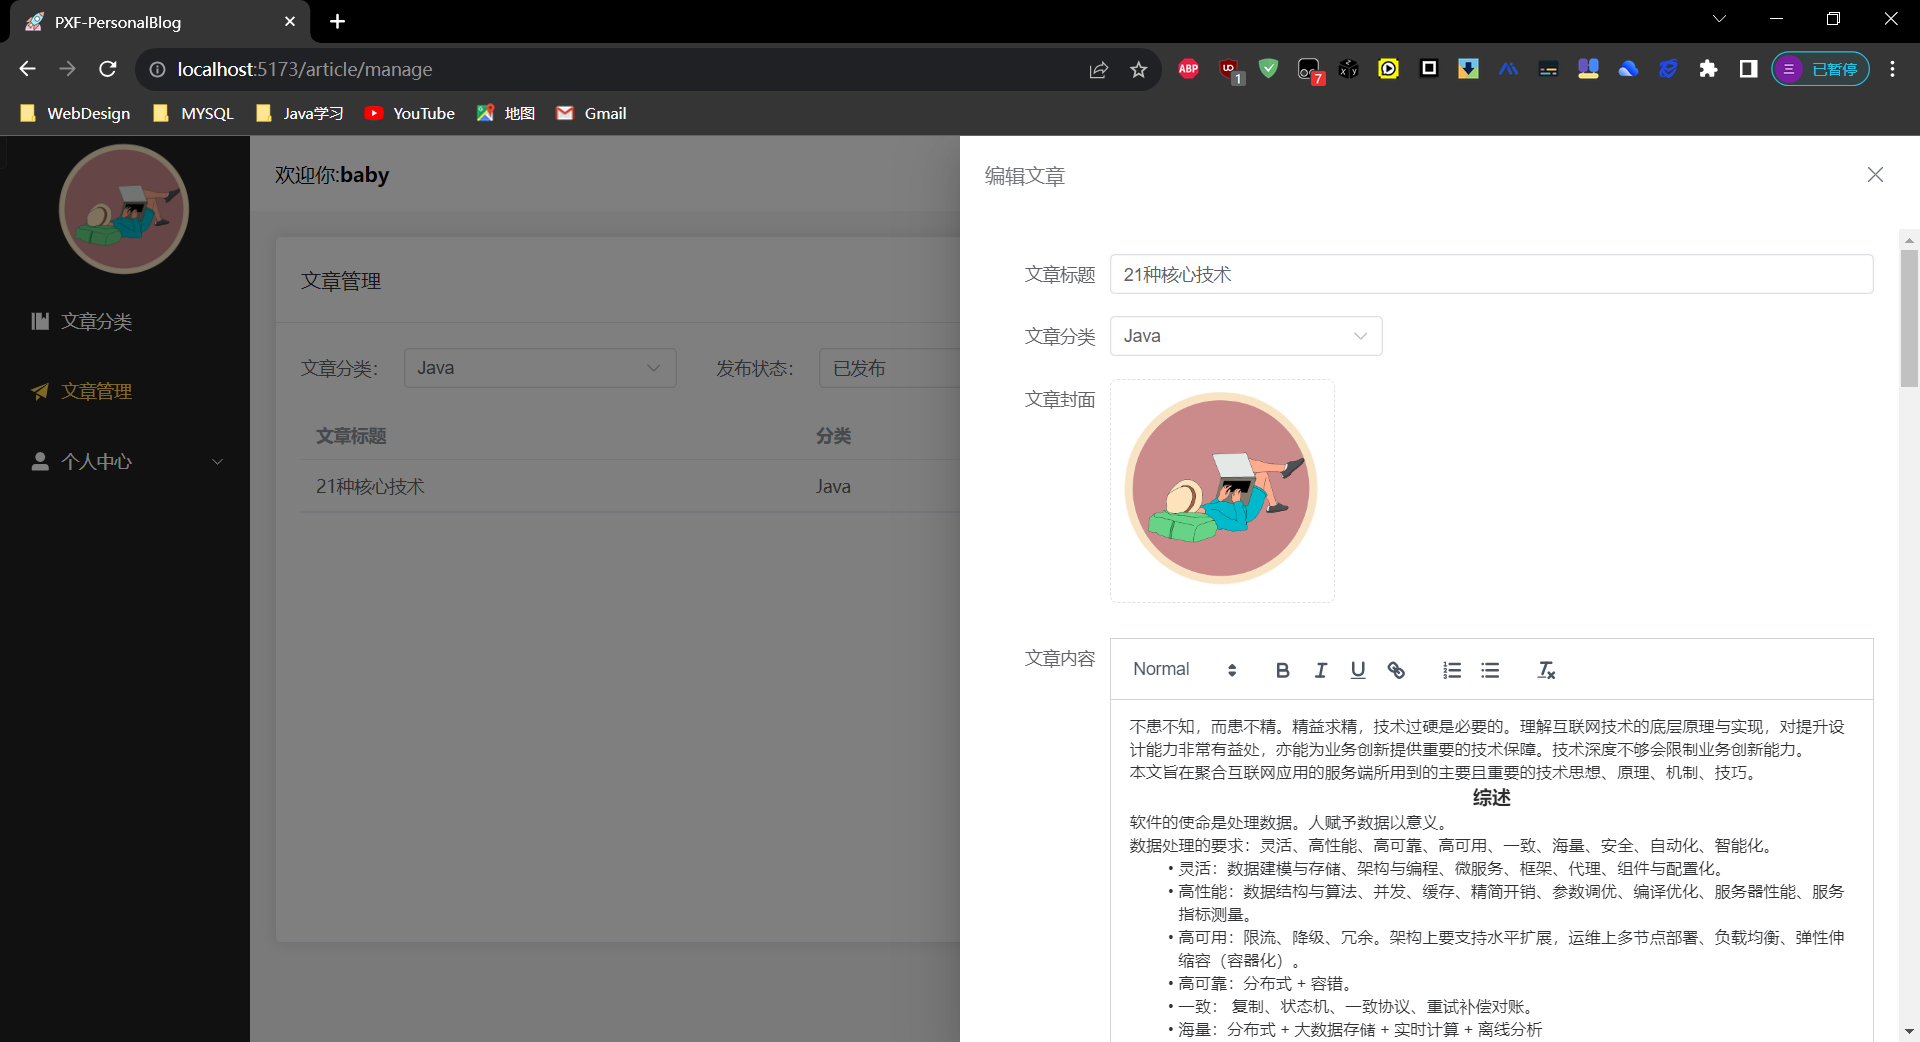 PXF-PersonalBlog
localhost:5173/article/manage
ABP
UO
1
7
三
已暂停
WebDesign
MYSQL
Java学习
YouTube
地图
Gmail
文章分类
文章管理
个人中心
欢迎你:baby
文章管理
文章分类：
Java
发布状态：
已发布
文章标题
分类
21种核心技术
Java
编辑文章
文章标题
21种核心技术
文章分类
Java
文章封面
文章内容
Normal
不患不知，而患不精。精益求精，技术过硬是必要的。理解互联网技术的底层原理与实现，对提升设
计能力非常有益处，亦能为业务创新提供重要的技术保障。技术深度不够会限制业务创新能力。
本文旨在聚合互联网应用的服务端所用到的主要且重要的技术思想、原理、机制、技巧。
综述
软件的使命是处理数据。人赋予数据以意义。
数据处理的要求：灵活、高性能、高可靠、高可用、一致、海量、安全、自动化、智能化。
• 灵活：数据建模与存储、架构与编程、微服务、框架、代理、组件与配置化。
• 高性能：数据结构与算法、并发、缓存、精简开销、参数调优、编译优化、服务器性能、服务
指标测量。
• 高可用：限流、降级、冗余。架构上要支持水平扩展，运维上多节点部署、负载均衡、弹性伸
缩容（容器化）。
• 高可靠：分布式 + 容错。
• 一致： 复制、状态机、一致协议、重试补偿对账。
• 海量：分布式 + 大数据存储 + 实时计算 + 离线分析